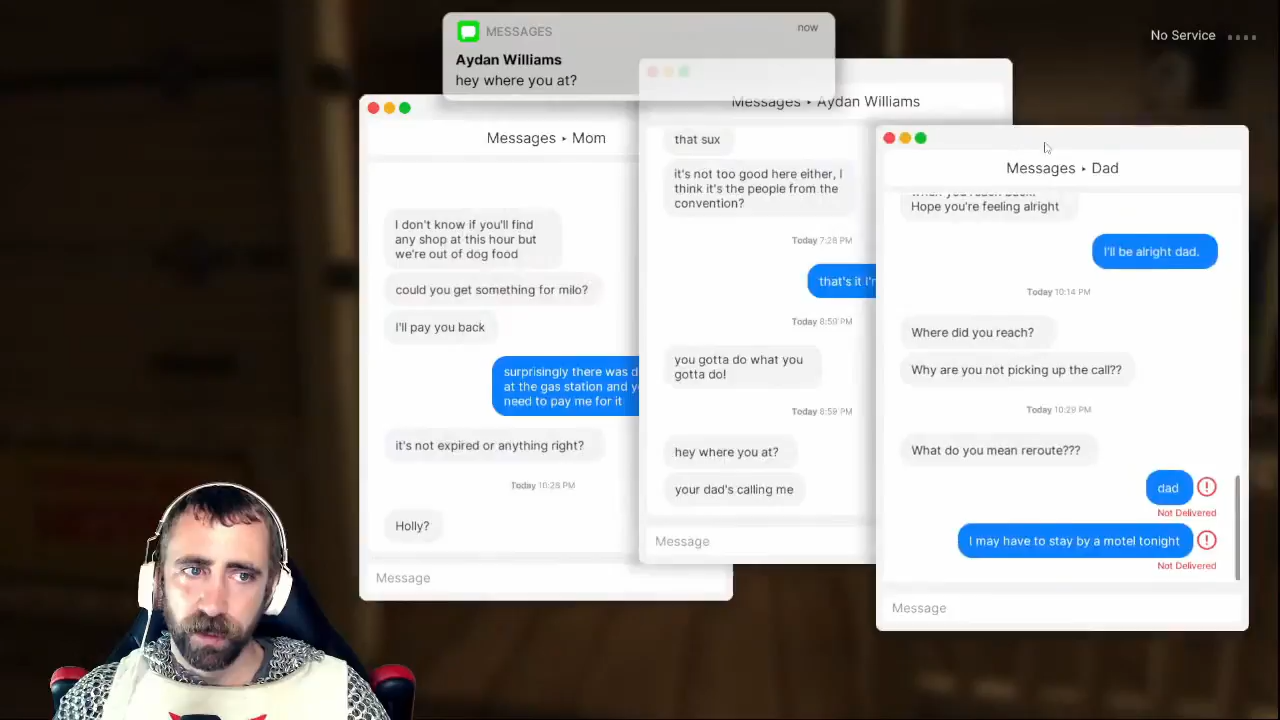 MESSAGES
now
Aydan Williams
hey where you at?
No Service
Messages ‣ Mom
I don't know if you'll find
any shop at this hour but
we're out of dog food
could you get something for milo?
I'll pay you back
surprisingly there was
at the gas station and
need to pay me for it
it's not expired or anything right?
Today 10:28 PM
Holly?
Message
Messages ‣ Aydan Williams
that sux
it's not too good here either, I
think it's the people from the
convention?
Today 7:28 PM
that's it I'm
Today 8:59 PM
you gotta do what you
gotta do!
Today 8:59 PM
hey where you at?
your dad's calling me
Message
Messages ‣ Dad
Hope you're feeling alright
I'll be alright dad.
Today 10:14 PM
Where did you reach?
Why are you not picking up the call??
Today 10:29 PM
What do you mean reroute???
dad
Not Delivered
I may have to stay by a motel tonight
Not Delivered
Message